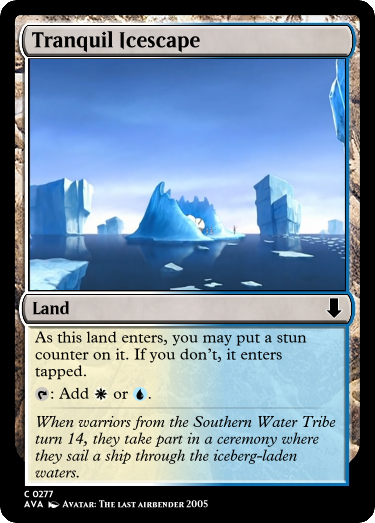 Tranquil Icescape
Land
As this land enters, you may put a stun
counter on it. If you don't, it enters
tapped.
: Add or .
When warriors from the Southern Water Tribe
turn 14, they take part in a ceremony where
they sail a ship through the iceberg-laden
waters.
C 0277
AVA Avatar: The last airbender 2005